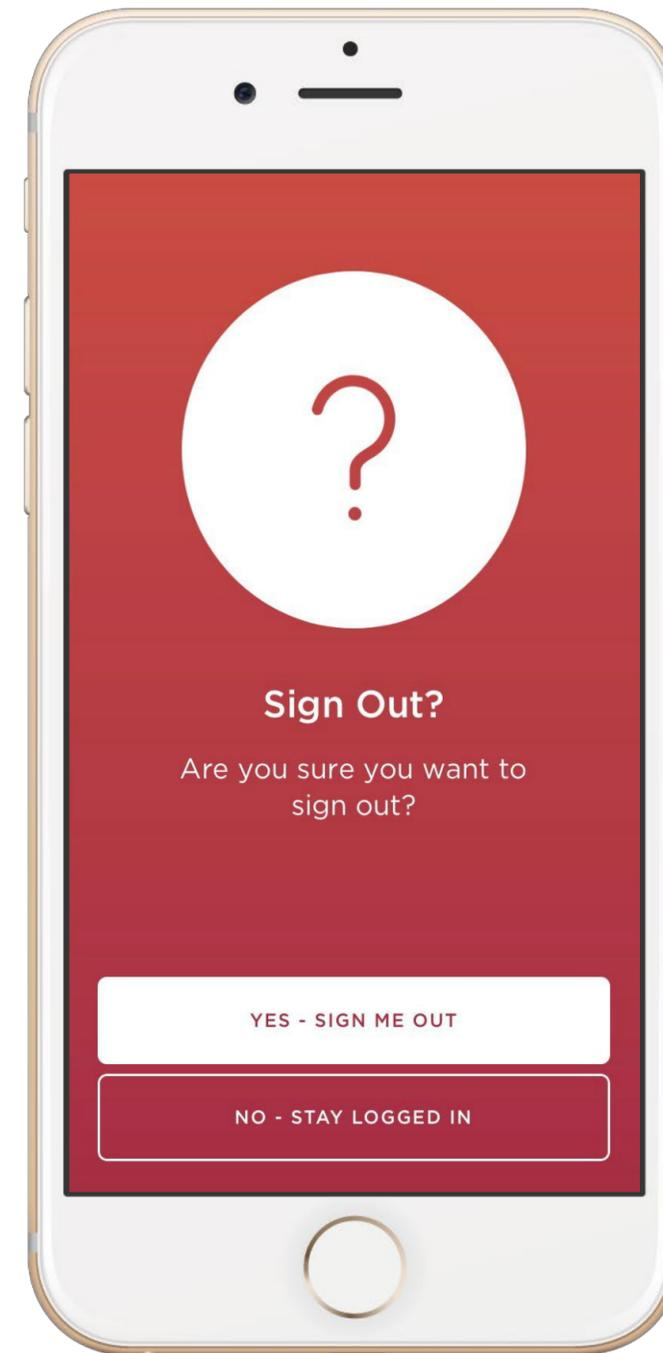 ?
Sign Out?
Are you sure you want to
sign out?
YES - SIGN ME OUT
NO - STAY LOGGED IN